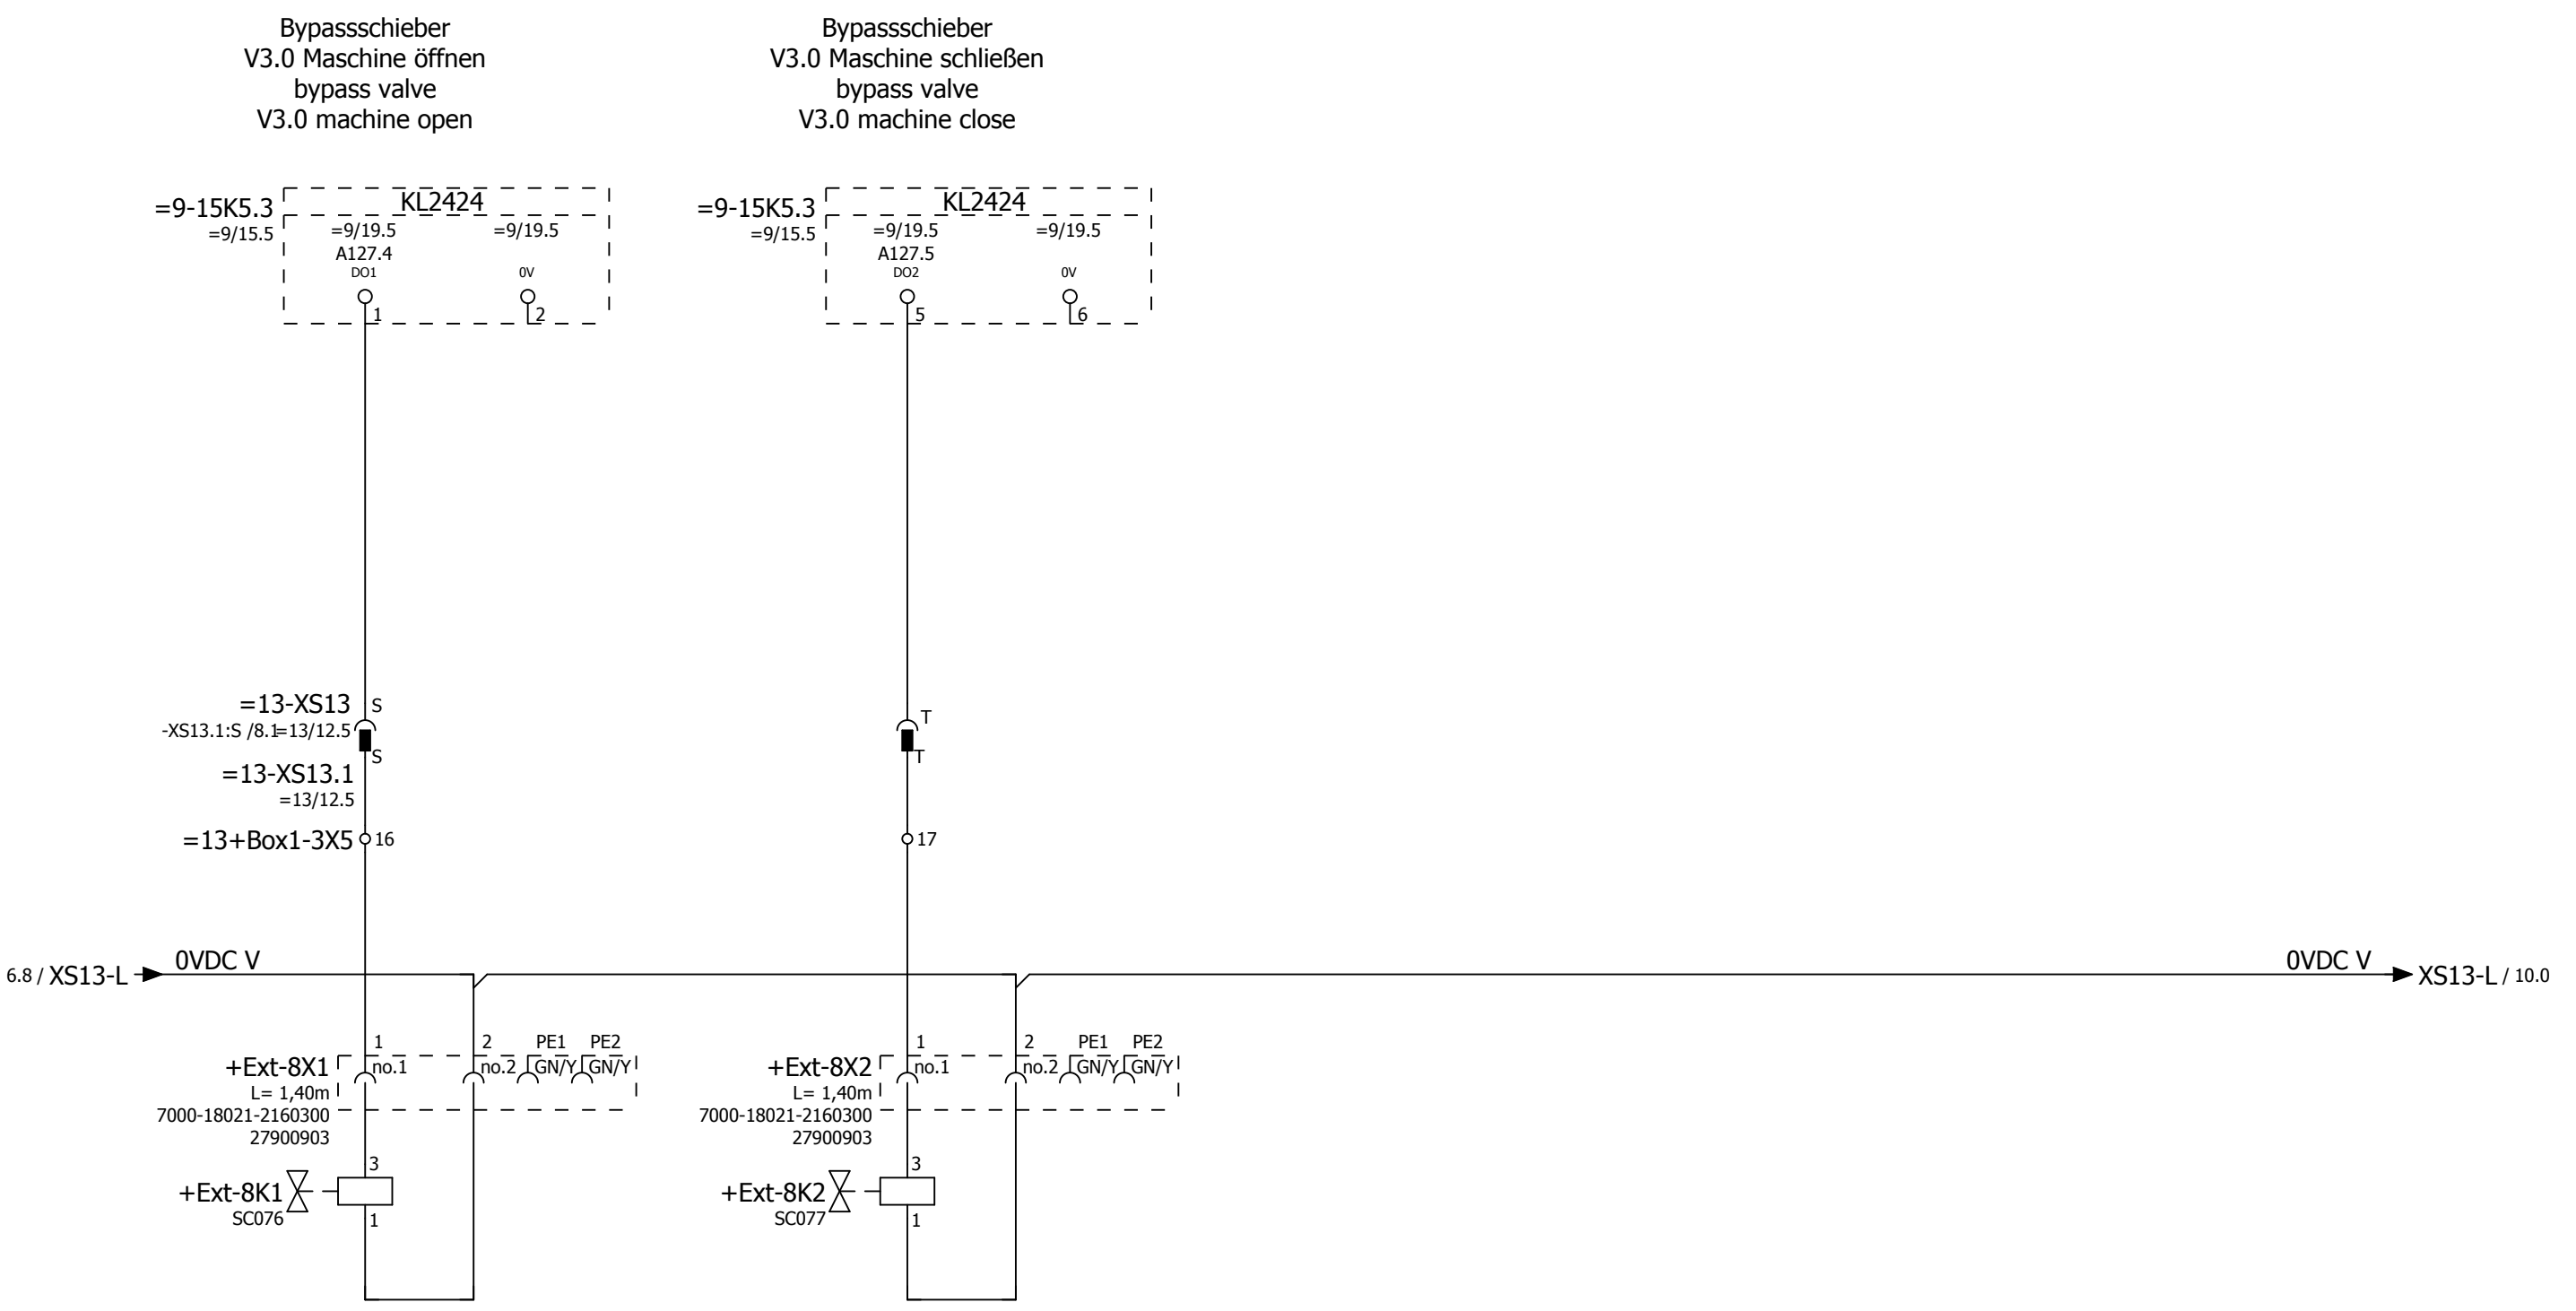 Bypassschieber
V3.0 Maschine öffnen
bypass valve
V3.0 machine open
Bypassschieber
V3.0 Maschine schließen
bypass valve
V3.0 machine close
=9-15K5.3
=9/15.5
KL2424
=9/19.5
=9/19.5
A127.4
DO1
0V
1
2
=9-15K5.3
=9/15.5
KL2424
=9/19.5
=9/19.5
A127.5
DO2
0V
5
6
=13-XS13
S
-XS13.1:S /8.1=13/12.5
S
=13-XS13.1
=13/12.5
T
T
=13+Box1-3X5
16
17
6.8 / XS13-L
0VDC V
0VDC V
XS13-L / 10.0
1
2
PE1
PE2
+Ext-8X1
no.1
no.2
GN/Y
GN/Y
L= 1,40m
7000-18021-2160300
27900903
3
+Ext-8K1
SC076
1
1
2
PE1
PE2
+Ext-8X2
no.1
no.2
GN/Y
GN/Y
L= 1,40m
7000-18021-2160300
27900903
3
+Ext-8K2
SC077
1